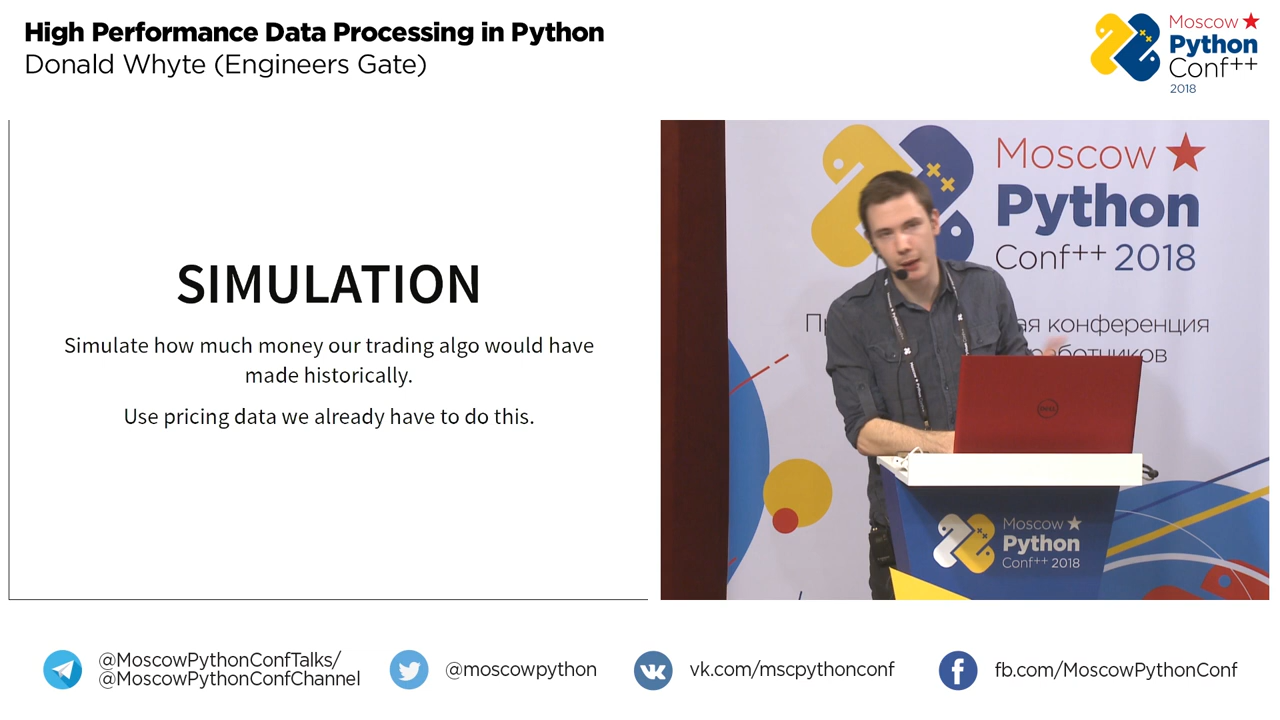 High Performance Data Processing in Python
Donald Whyte (Engineers Gate)
Moscow
Python
Conf++
2018
SIMULATION
Simulate how much money our trading algo would have
made historically.
Use pricing data we already have to do this.
Moscow
Python
Conf++ 2018
конференция
DELL
Moscow
Python
Conf++ 2018
@MoscowPythonConfTalks/
@MoscowPythonConfChannel
@moscowpython
vk.com/mscpythonconf
fb.com/MoscowPythonConf